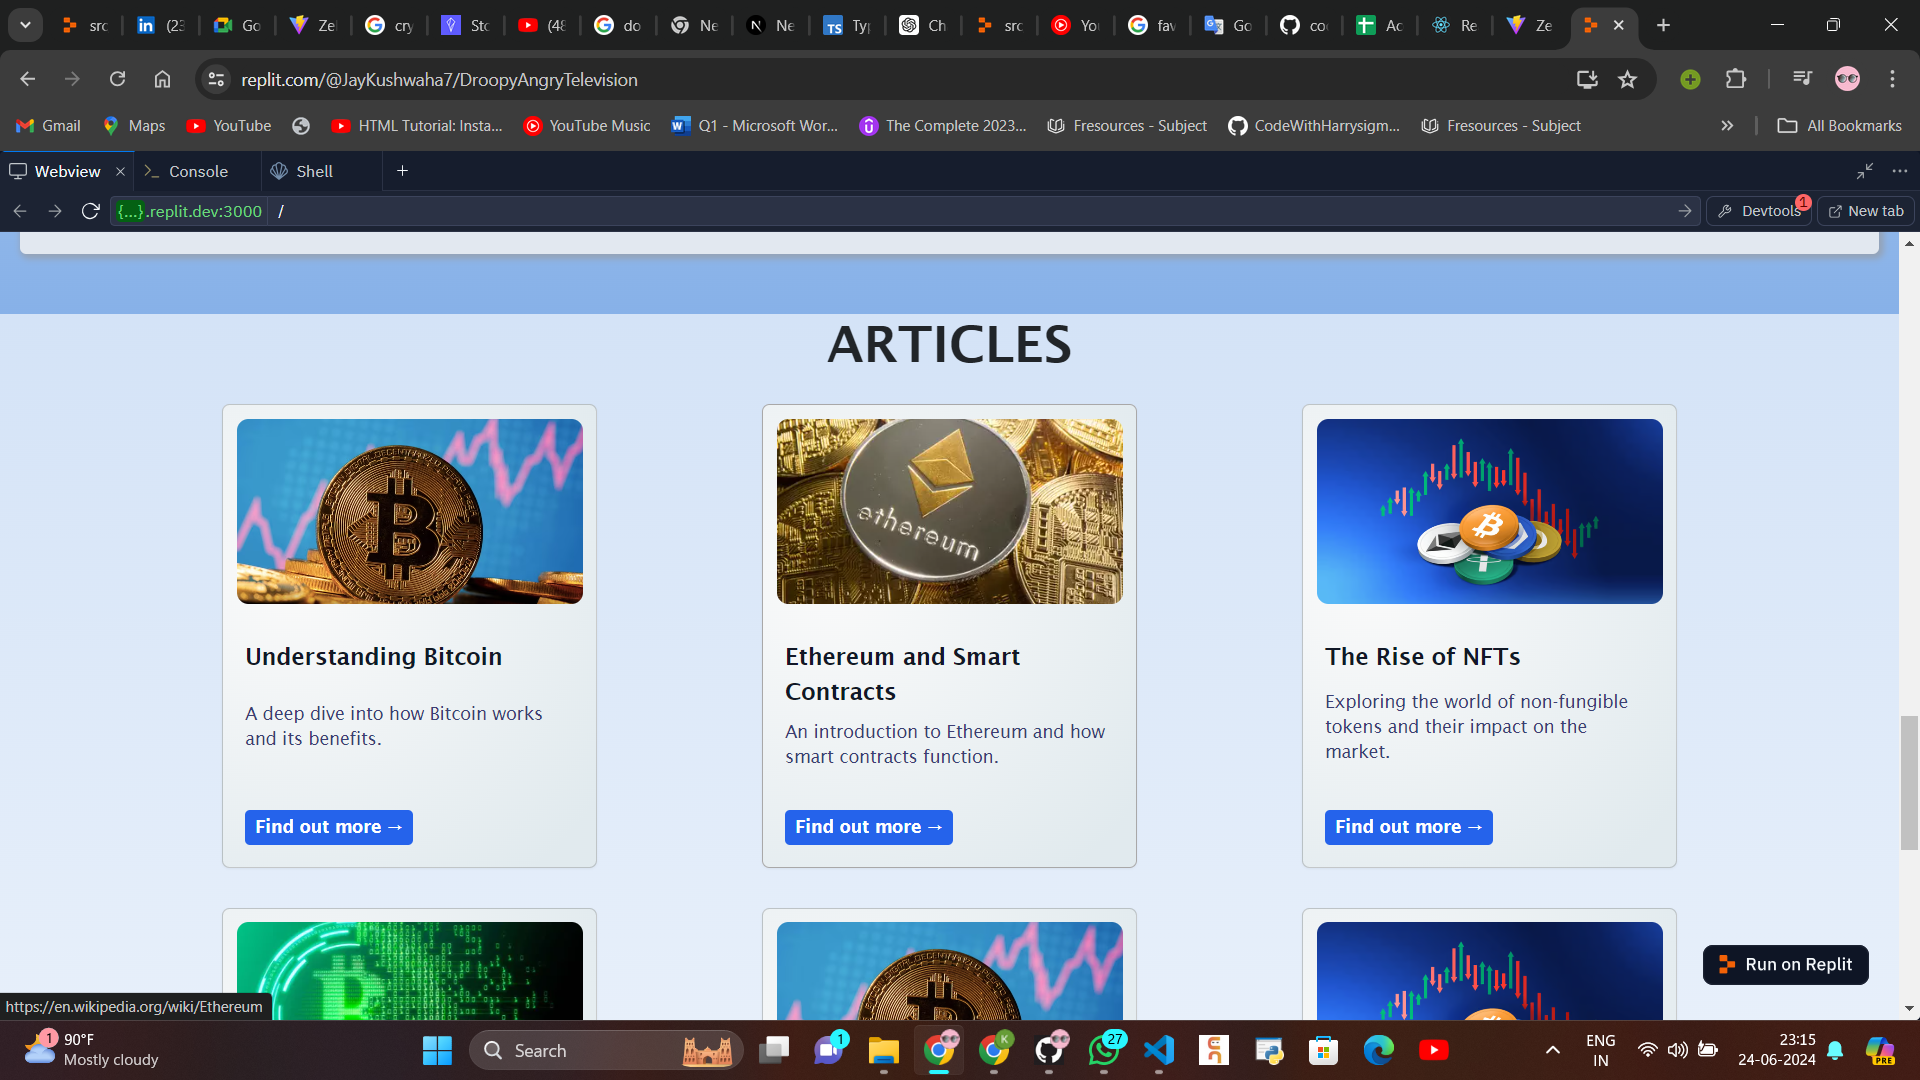 src
(23
Go
Ze
cry
Stc
(48
do
Ne
Ne
Typ
Ch
src
You
fav
Go
co
Ac
Re
Ze
replit.com/@JayKushwaha7/DroopyAngryTelevision
Gmail
Maps
YouTube
HTML Tutorial: Insta...
YouTube Music
Q1 - Microsoft Wor...
The Complete 2023...
Fresources - Subject
CodeWithHarrysigm...
Fresources - Subject
All Bookmarks
Webview
Console
Shell
{...}.replit.dev:3000 /
Devtools
1
New tab
ARTICLES
ethereum
Understanding Bitcoin
A deep dive into how Bitcoin works
and its benefits.
Find out more →
Ethereum and Smart
Contracts
An introduction to Ethereum and how
smart contracts function.
Find out more →
The Rise of NFTs
Exploring the world of non-fungible
tokens and their impact on the
market.
Find out more →
Run on Replit
https://en.wikipedia.org/wiki/Ethereum
1
90°F
Mostly cloudy
Search
1
K
27
PRE
ENG
IN
23:15
24-06-2024